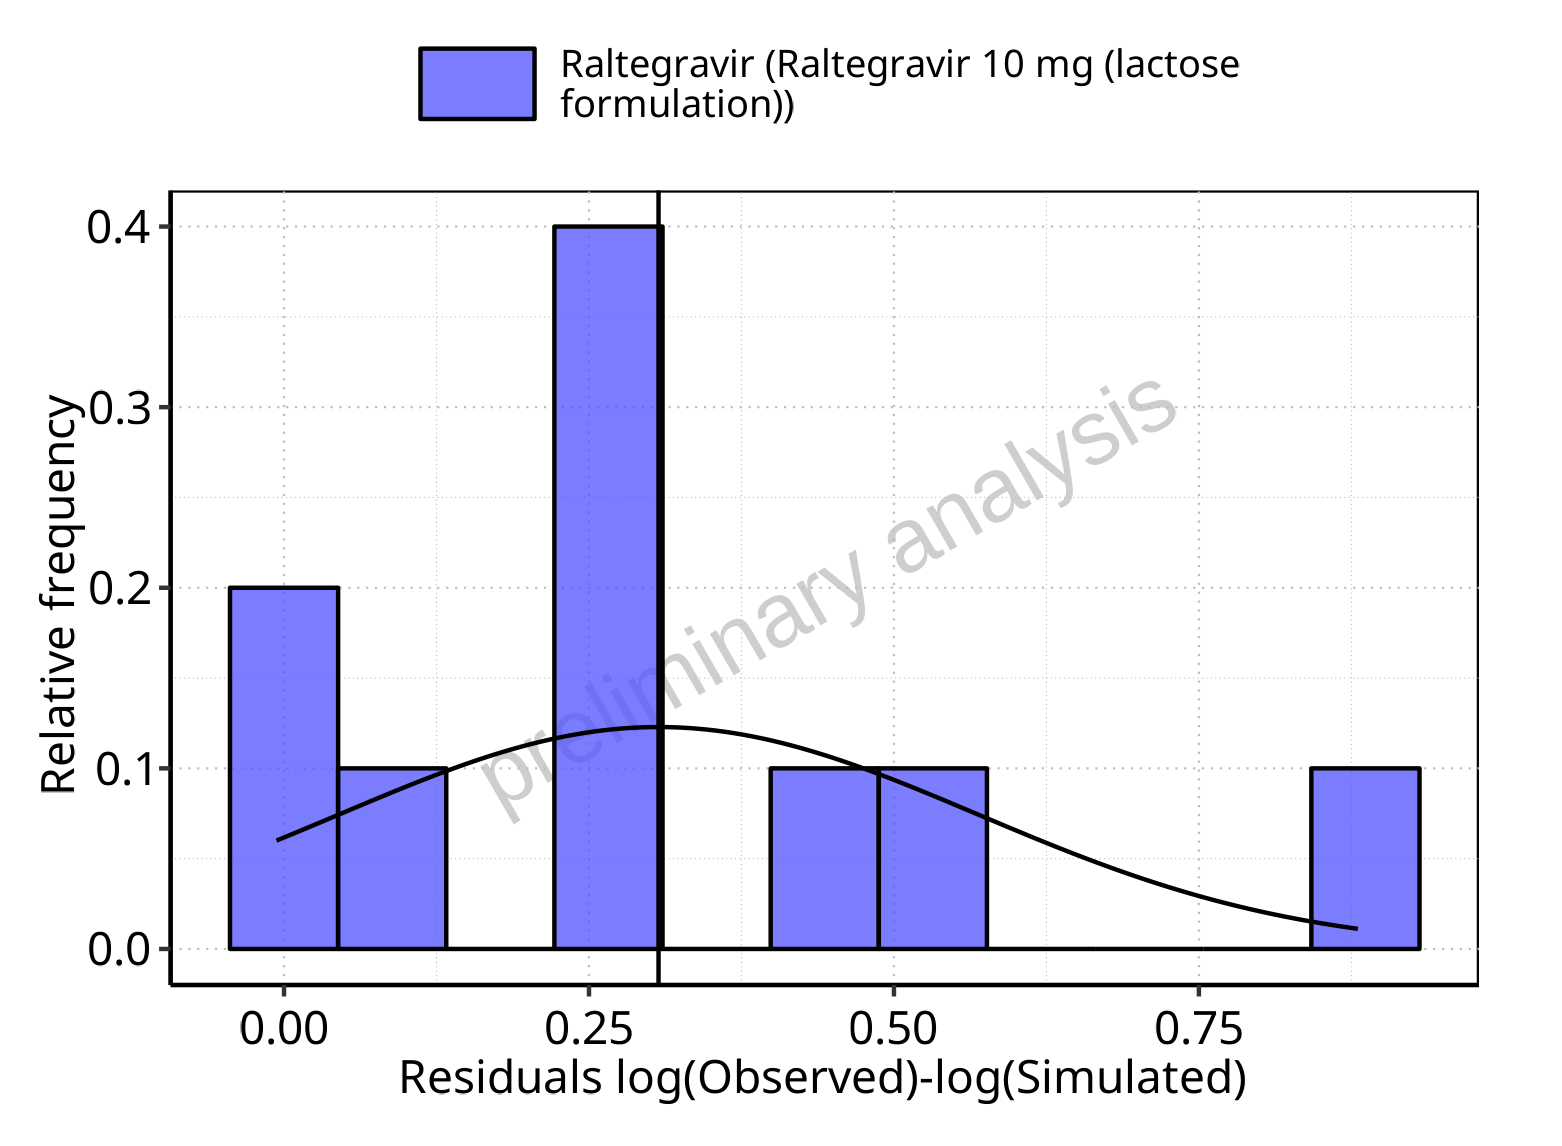 Raltegravir (Raltegravir 10 mg (lactose
formulation))
0.4
0.3
0.2
0.1
0.0
Relative frequency
preliminary analysis
0.00 0.25 0.50 0.75
Residuals log(Observed)-log(Simulated)